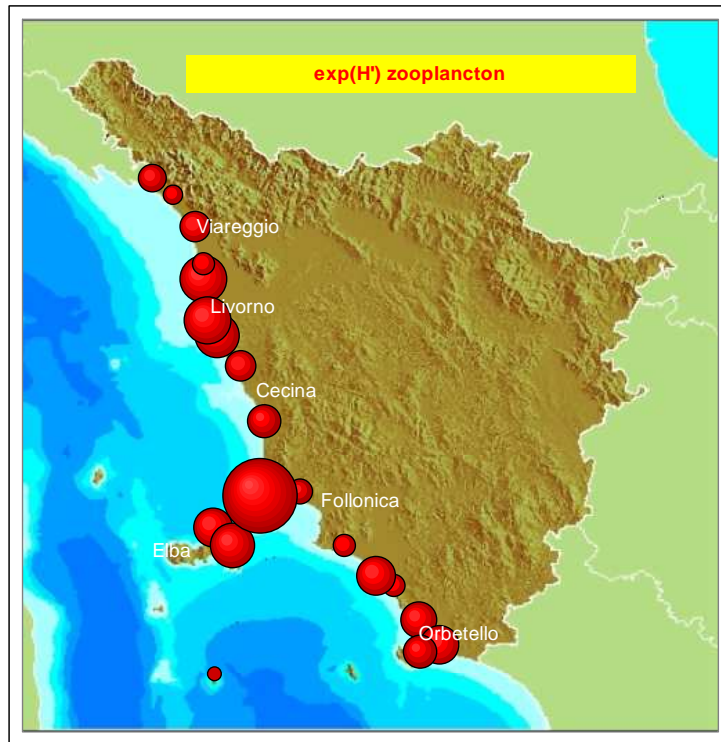 exp(H') zooplancton
Viareggio
Livorno
Cecina
Follonica
Elba
Orbetello